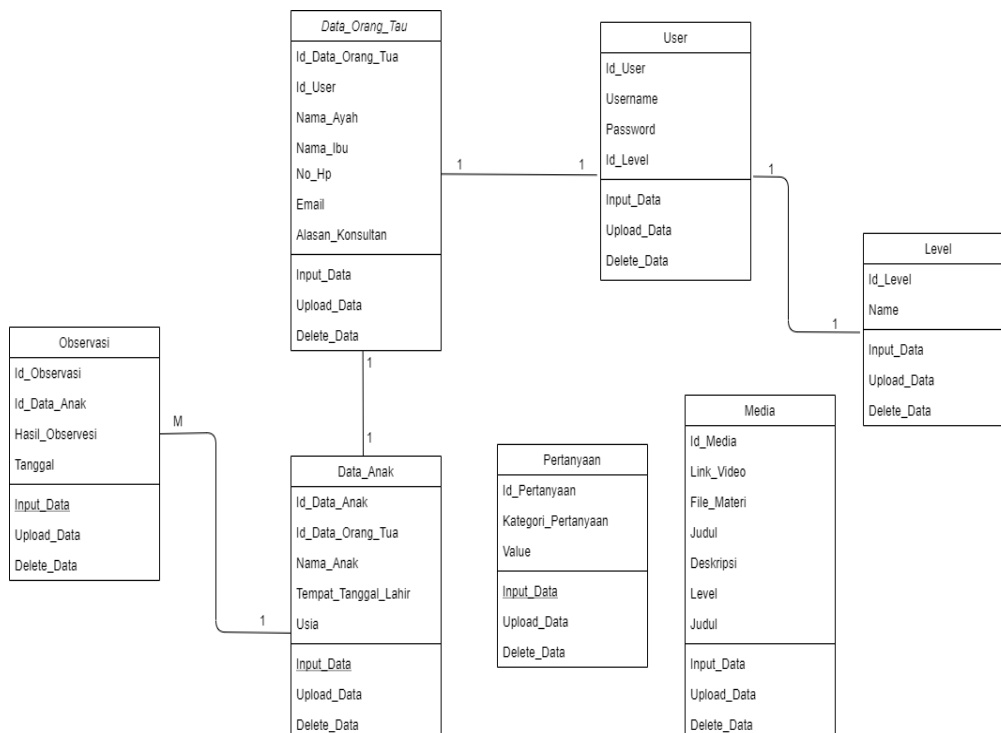 Data_Orang_Tau
Id_Data_Orang_Tua
Id_User
Nama_Ayah
Nama_Ibu
No_Hp
Email
Alasan_Konsultan
Input_Data
Upload_Data
Delete_Data
User
Id_User
Username
Password
Id_Level
Input_Data
Upload_Data
Delete_Data
1
1
1
1
Level
Id_Level
Name
Input_Data
Upload_Data
Delete_Data
Observasi
Id_Observasi
Id_Data_Anak
Hasil_Observesi
Tanggal
Input_Data
Upload_Data
Delete_Data
M
1
1
1
Data_Anak
Id_Data_Anak
Id_Data_Orang_Tua
Nama_Anak
Tempat_Tanggal_Lahir
Usia
Input_Data
Upload_Data
Delete_Data
Pertanyaan
Id_Pertanyaan
Kategori_Pertanyaan
Value
Input_Data
Upload_Data
Delete_Data
Media
Id_Media
Link_Video
File_Materi
Judul
Deskripsi
Level
Judul
Input_Data
Upload_Data
Delete_Data